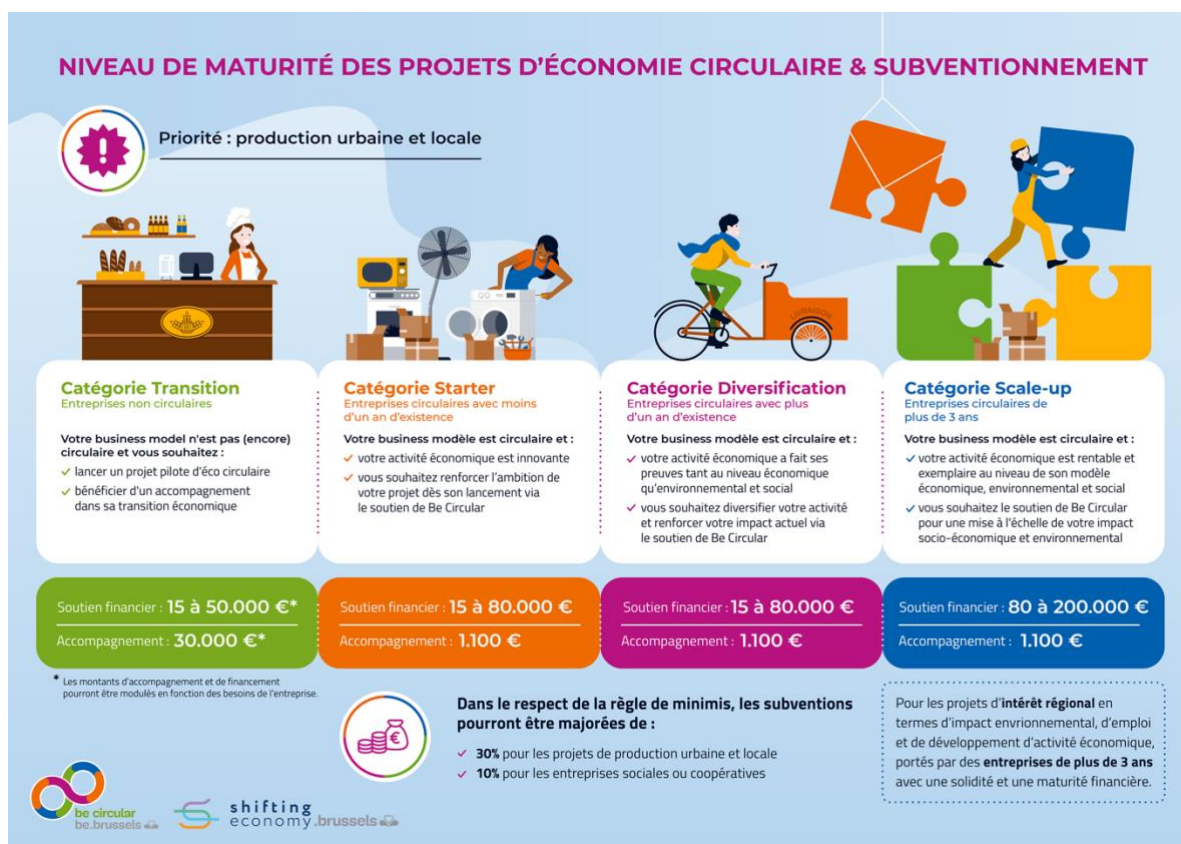 NIVEAU DE MATURITÉ DES PROJETS D'ÉCONOMIE CIRCULAIRE & SUBVENTIONNEMENT
Priorité : production urbaine et locale
LIVRAISON
Catégorie Transition
Entreprises non circulaires
Votre business model n'est pas (encore)
circulaire et vous souhaitez :
lancer un projet pilote d'éco circulaire
bénéficier d'un accompagnement
dans sa transition économique
Soutien financier : 15 à 50.000 €*
Accompagnement : 30.000 €*
* Les montants d'accompagnement et de financement
pourront être modulés en fonction des besoins de l'entreprise.
Catégorie Starter
Entreprises circulaires avec moins
d'un an d'existence
Votre business modèle est circulaire et :
votre activité économique est innovante
vous souhaitez renforcer l'ambition de
votre projet dès son lancement via
le soutien de Be Circular
Soutien financier : 15 à 80.000 €
Accompagnement : 1.100 €
Catégorie Diversification
Entreprises circulaires avec plus
d'un an d'existence
Votre business modèle est circulaire et :
votre activité économique a fait ses
preuves tant au niveau économique
qu'environnemental et social
vous souhaitez diversifier votre activité
et renforcer votre impact actuel via
le soutien de Be Circular
Soutien financier : 15 à 80.000 €
Accompagnement : 1.100 €
Catégorie Scale-up
Entreprises circulaires de
plus de 3 ans
Votre business modèle est circulaire et :
votre activité économique est rentable et
exemplaire au niveau de son modèle
économique, environnemental et social
vous souhaitez le soutien de Be Circular
pour une mise à l'échelle de votre impact
socio-économique et environnemental
Soutien financier : 80 à 200.000 €
Accompagnement : 1.100 €
Dans le respect de la règle de minimis, les subventions
pourront être majorées de :
30% pour les projets de production urbaine et locale
10% pour les entreprises sociales ou coopératives
Pour les projets d'intérêt régional en
termes d'impact envrionnemental, d'emploi
et de développement d'activité économique,
portés par des entreprises de plus de 3 ans
avec une solidité et une maturité financière.
be circular
be.brussels
shifting
economy.brussels